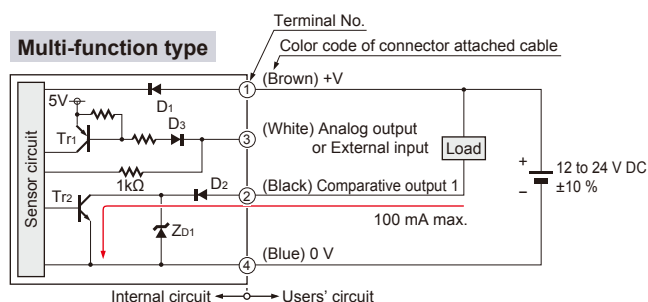 Terminal No.
Color code of connector attached cable
Multi-function type
1
(Brown) +V
5V
D1
D3
Tr1
3
(White) Analog output
or External input
Load
Sensor circuit
1kΩ
D2
2
(Black) Comparative output 1
Tr2
100 mA max.
ZD1
+
−
12 to 24 V DC
±10 %
4
(Blue) 0 V
Internal circuit
Users' circuit